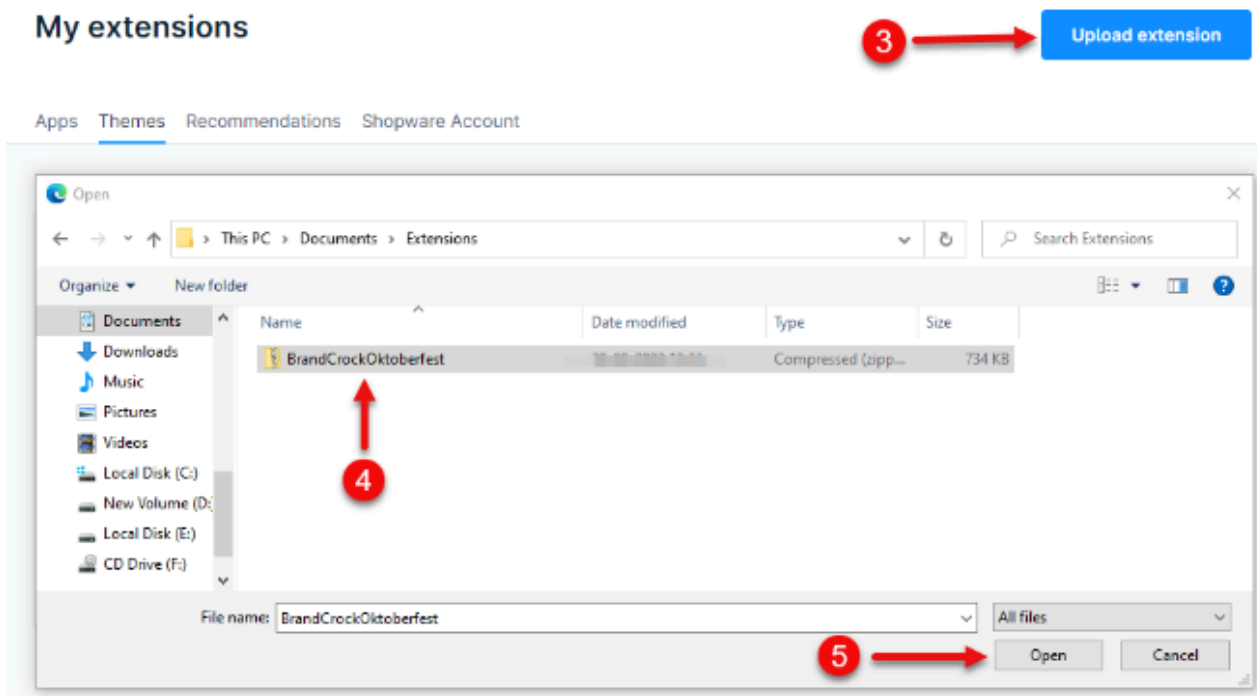 My extensions
3
Upload extension
Apps Themes Recommendations Shopware Account
Open
This PC > Documents > Extensions
Search Extensions
Organize New folder
Documents
Name Date modified Type Size
Downloads
BrandCrockOktoberfest Compressed (zipp... 734 KB
Music
Pictures
Videos
4
Local Disk (C:)
New Volume (D:
Local Disk (E:)
CD Drive (F:)
File name: BrandCrockOktoberfest All files
5
Open Cancel